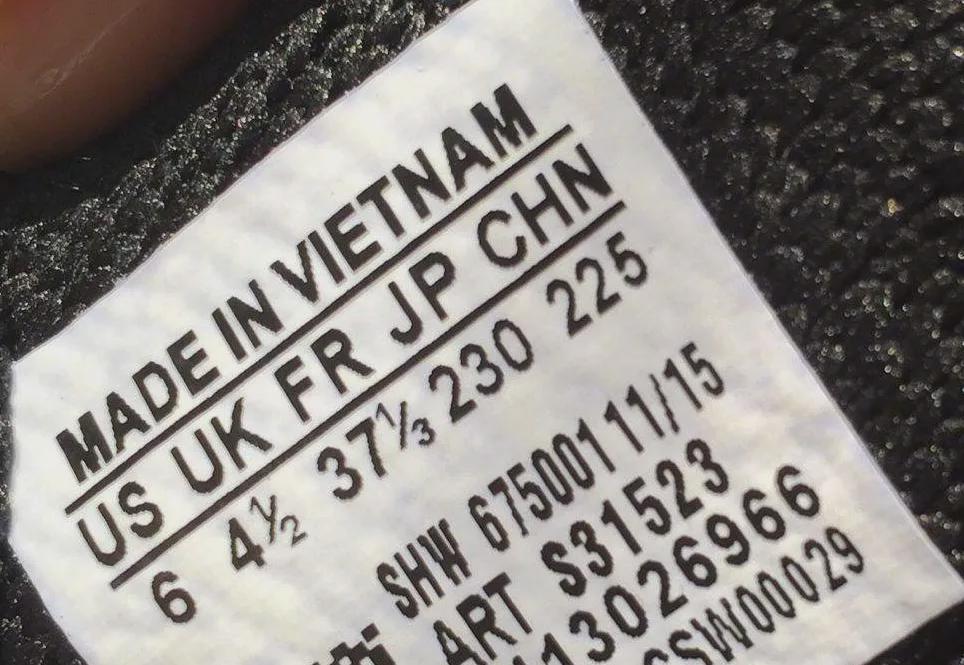 MADE IN VIETNAM
US UK FR JP CHN
6 4½ 37⅓ 230 225
SHW 675001 11/15
ART S31523
13026966
SW00029